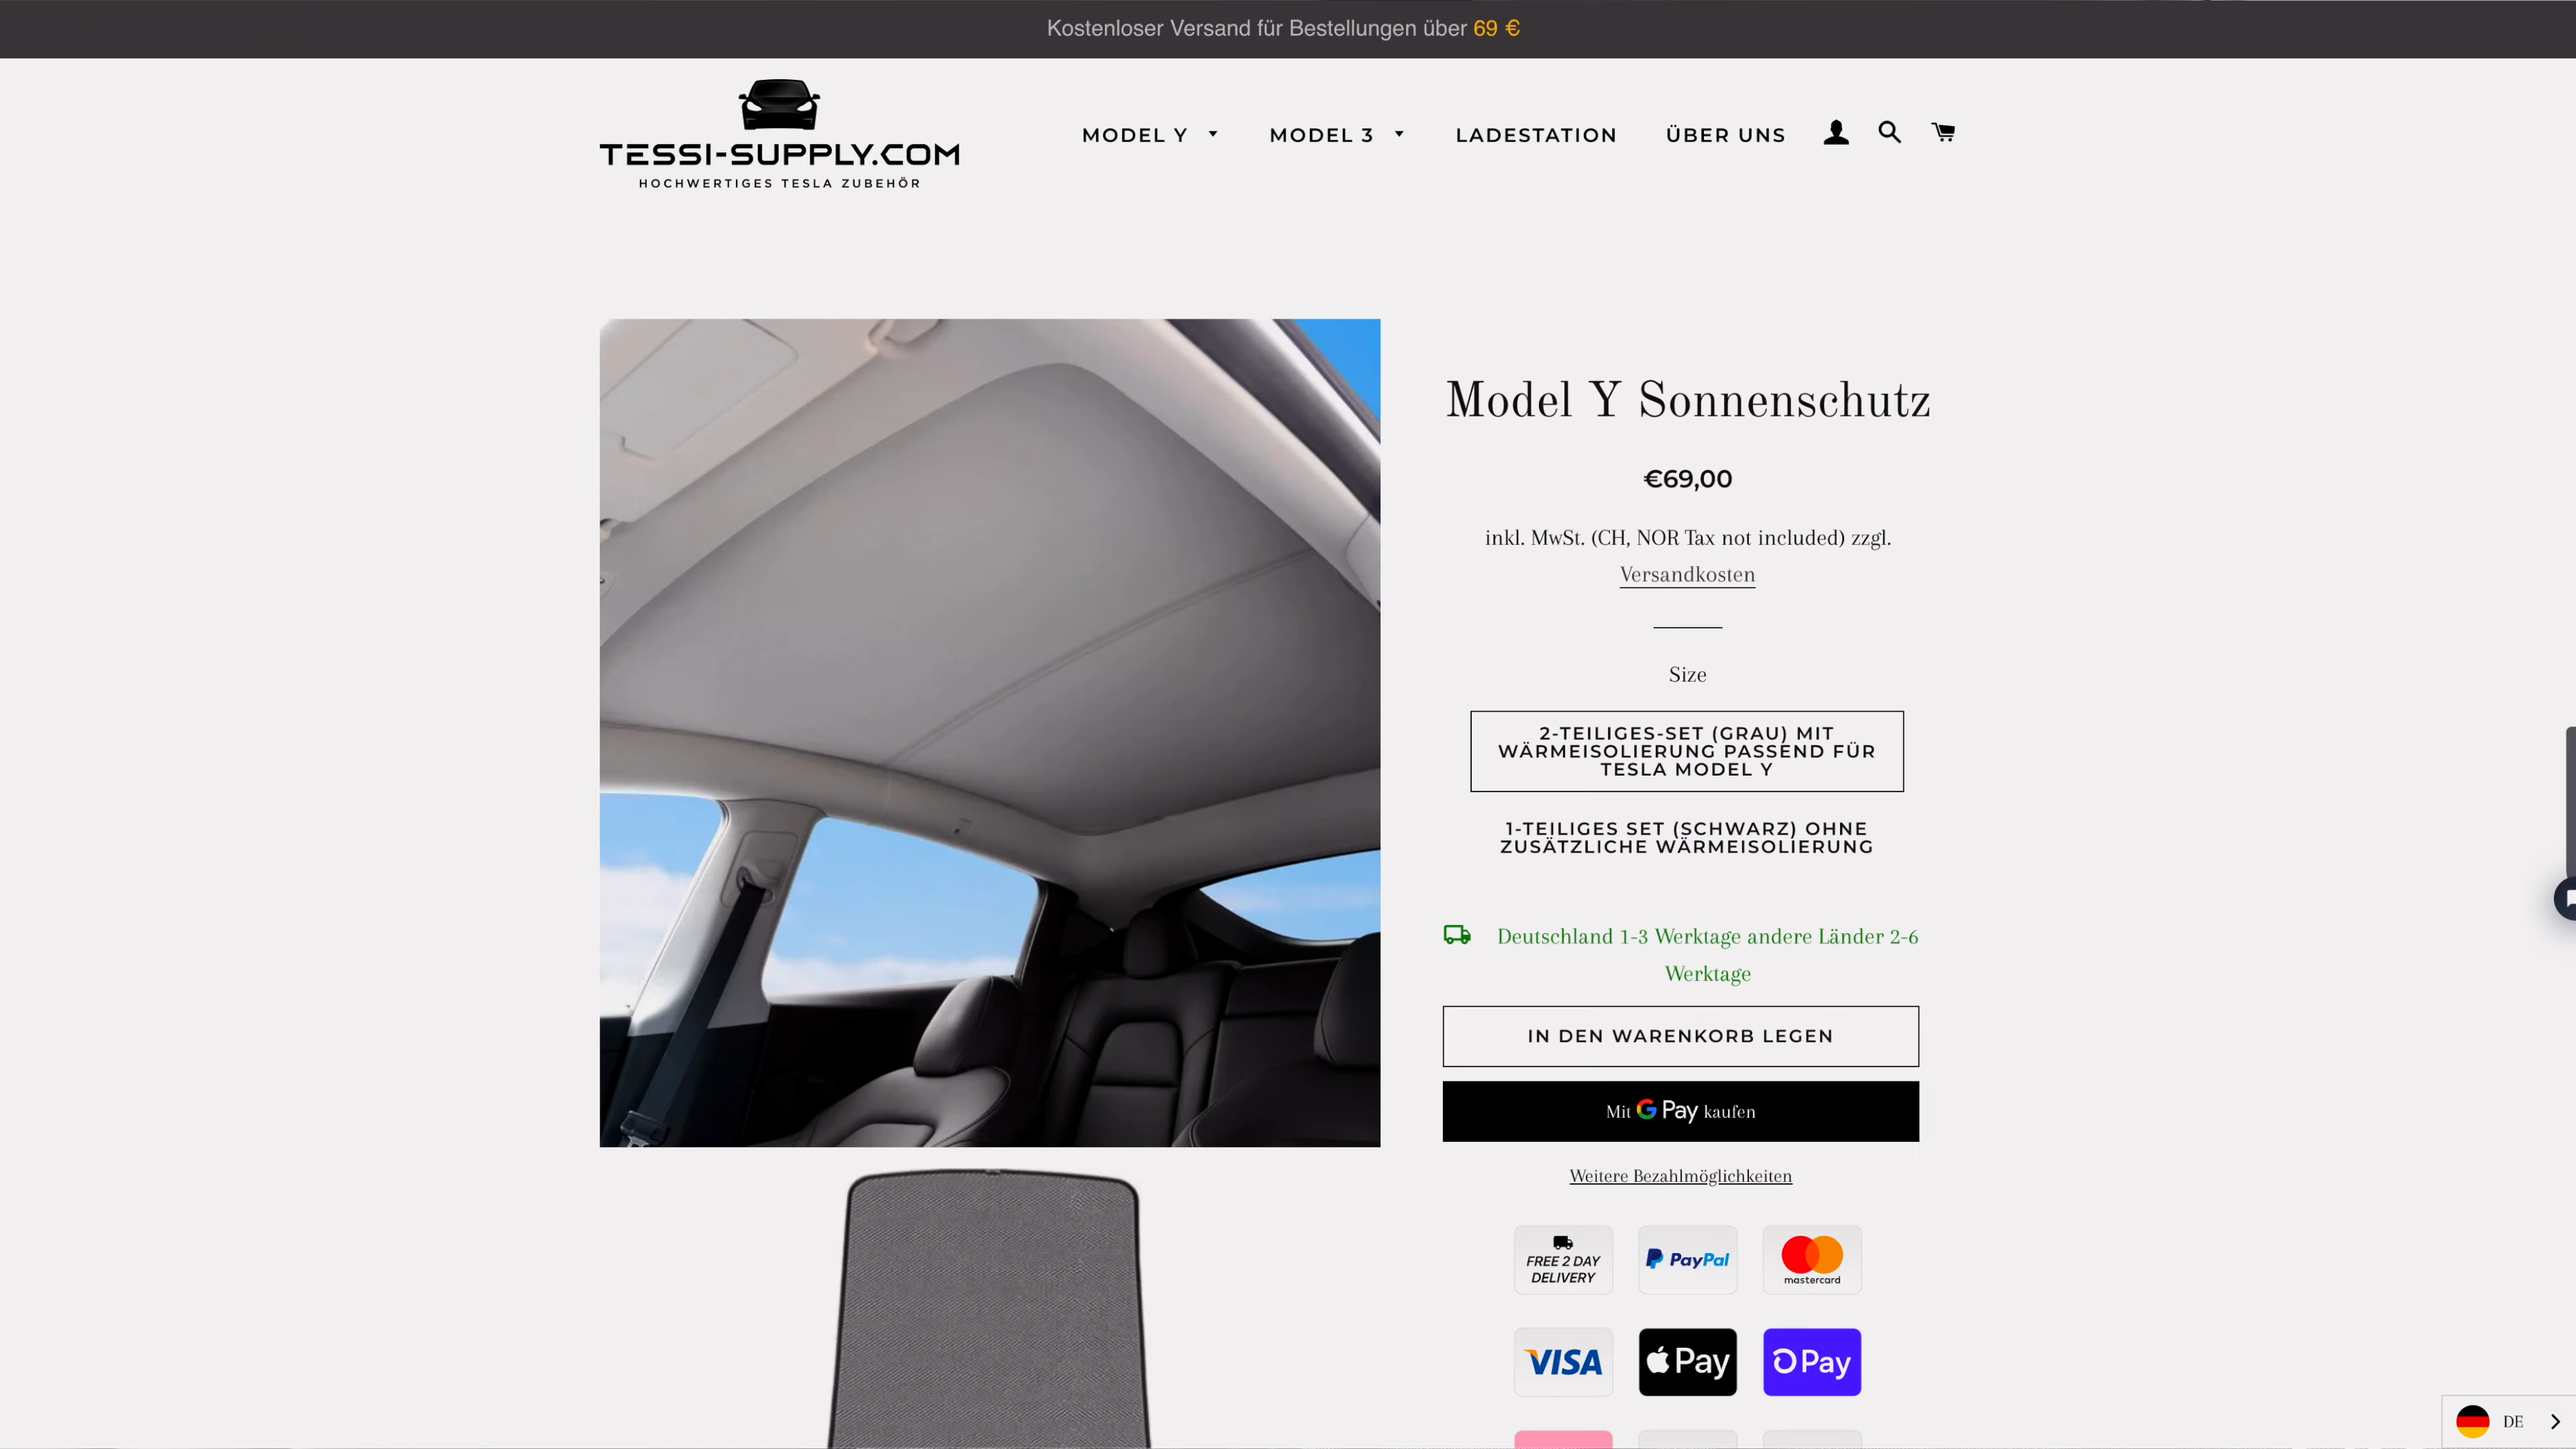 Kostenloser Versand für Bestellungen über 69 €
TESSI-SUPPLY.COM
HOCHWERTIGES TESLA ZUBEHÖR
MODEL Y
MODEL 3
LADESTATION
ÜBER UNS
Model Y Sonnenschutz
€69,00
inkl. MwSt. (CH, NOR Tax not included) zzgl.
Versandkosten
Size
2-TEILIGES-SET (GRAU) MIT
WÄRMEISOLIERUNG PASSEND FÜR
TESLA MODEL Y
1-TEILIGES SET (SCHWARZ) OHNE
ZUSÄTZLICHE WÄRMEISOLIERUNG
Deutschland 1-3 Werktage andere Länder 2-6
Werktage
IN DEN WARENKORB LEGEN
Mit G Pay kaufen
Weitere Bezahlmöglichkeiten
FREE 2 DAY
DELIVERY
PayPal
mastercard
VISA
Pay
Pay
DE